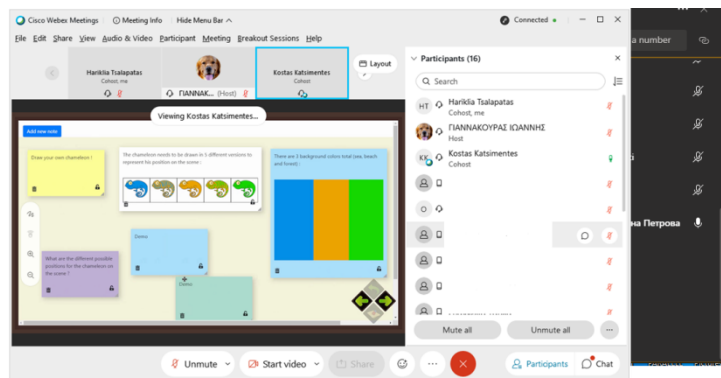 Cisco Webex Meetings
Meeting Info
Hide Menu Bar
Connected
File Edit Share View Audio & Video Participant Meeting Breakout Sessions Help
Hariklia Tsalapatas
Cohost, me
ΓΙΑΝΝΑΚ... (Host)
Kostas Katsimentes
Cohost
Layout
Viewing Kostas Katsimentes...
Add new note
Draw your own chameleon !
The chameleon needs to be drawn in 5 different versions to
represent his position on the scene :
There are 3 background colors total (sea, beach
and forest) :
What are the different possible
positions for the chameleon on
the scene ?
Demo
Demo
Participants (16)
Search
HT
Hariklia Tsalapatas
Cohost, me
ΓΙΑΝΝΑΚΟΥΡΑΣ ΙΩΑΝΝΗΣ
Host
KK
Kostas Katsimentes
Cohost
Mute all
Unmute all
Unmute
Start video
Share
Participants
Chat
a number
на Петрова